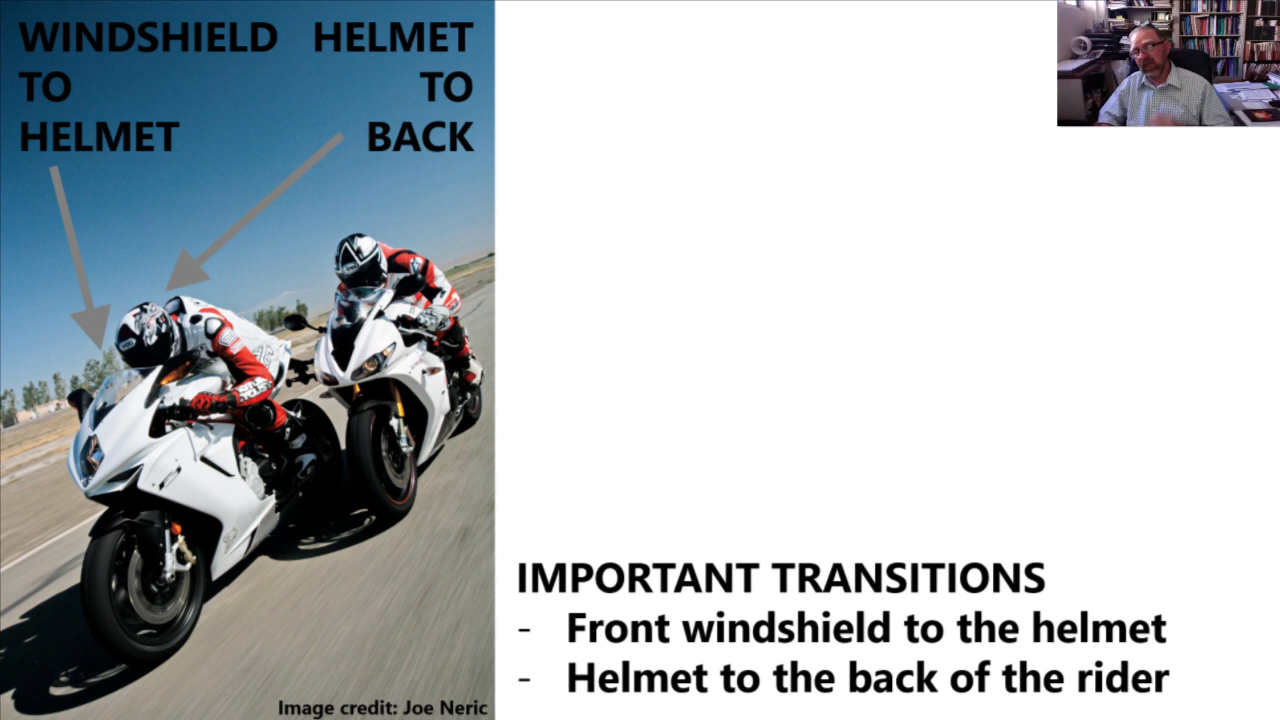 WINDSHIELD
TO
HELMET
HELMET
TO
BACK
Image credit: Joe Neric
IMPORTANT TRANSITIONS
- Front windshield to the helmet
- Helmet to the back of the rider